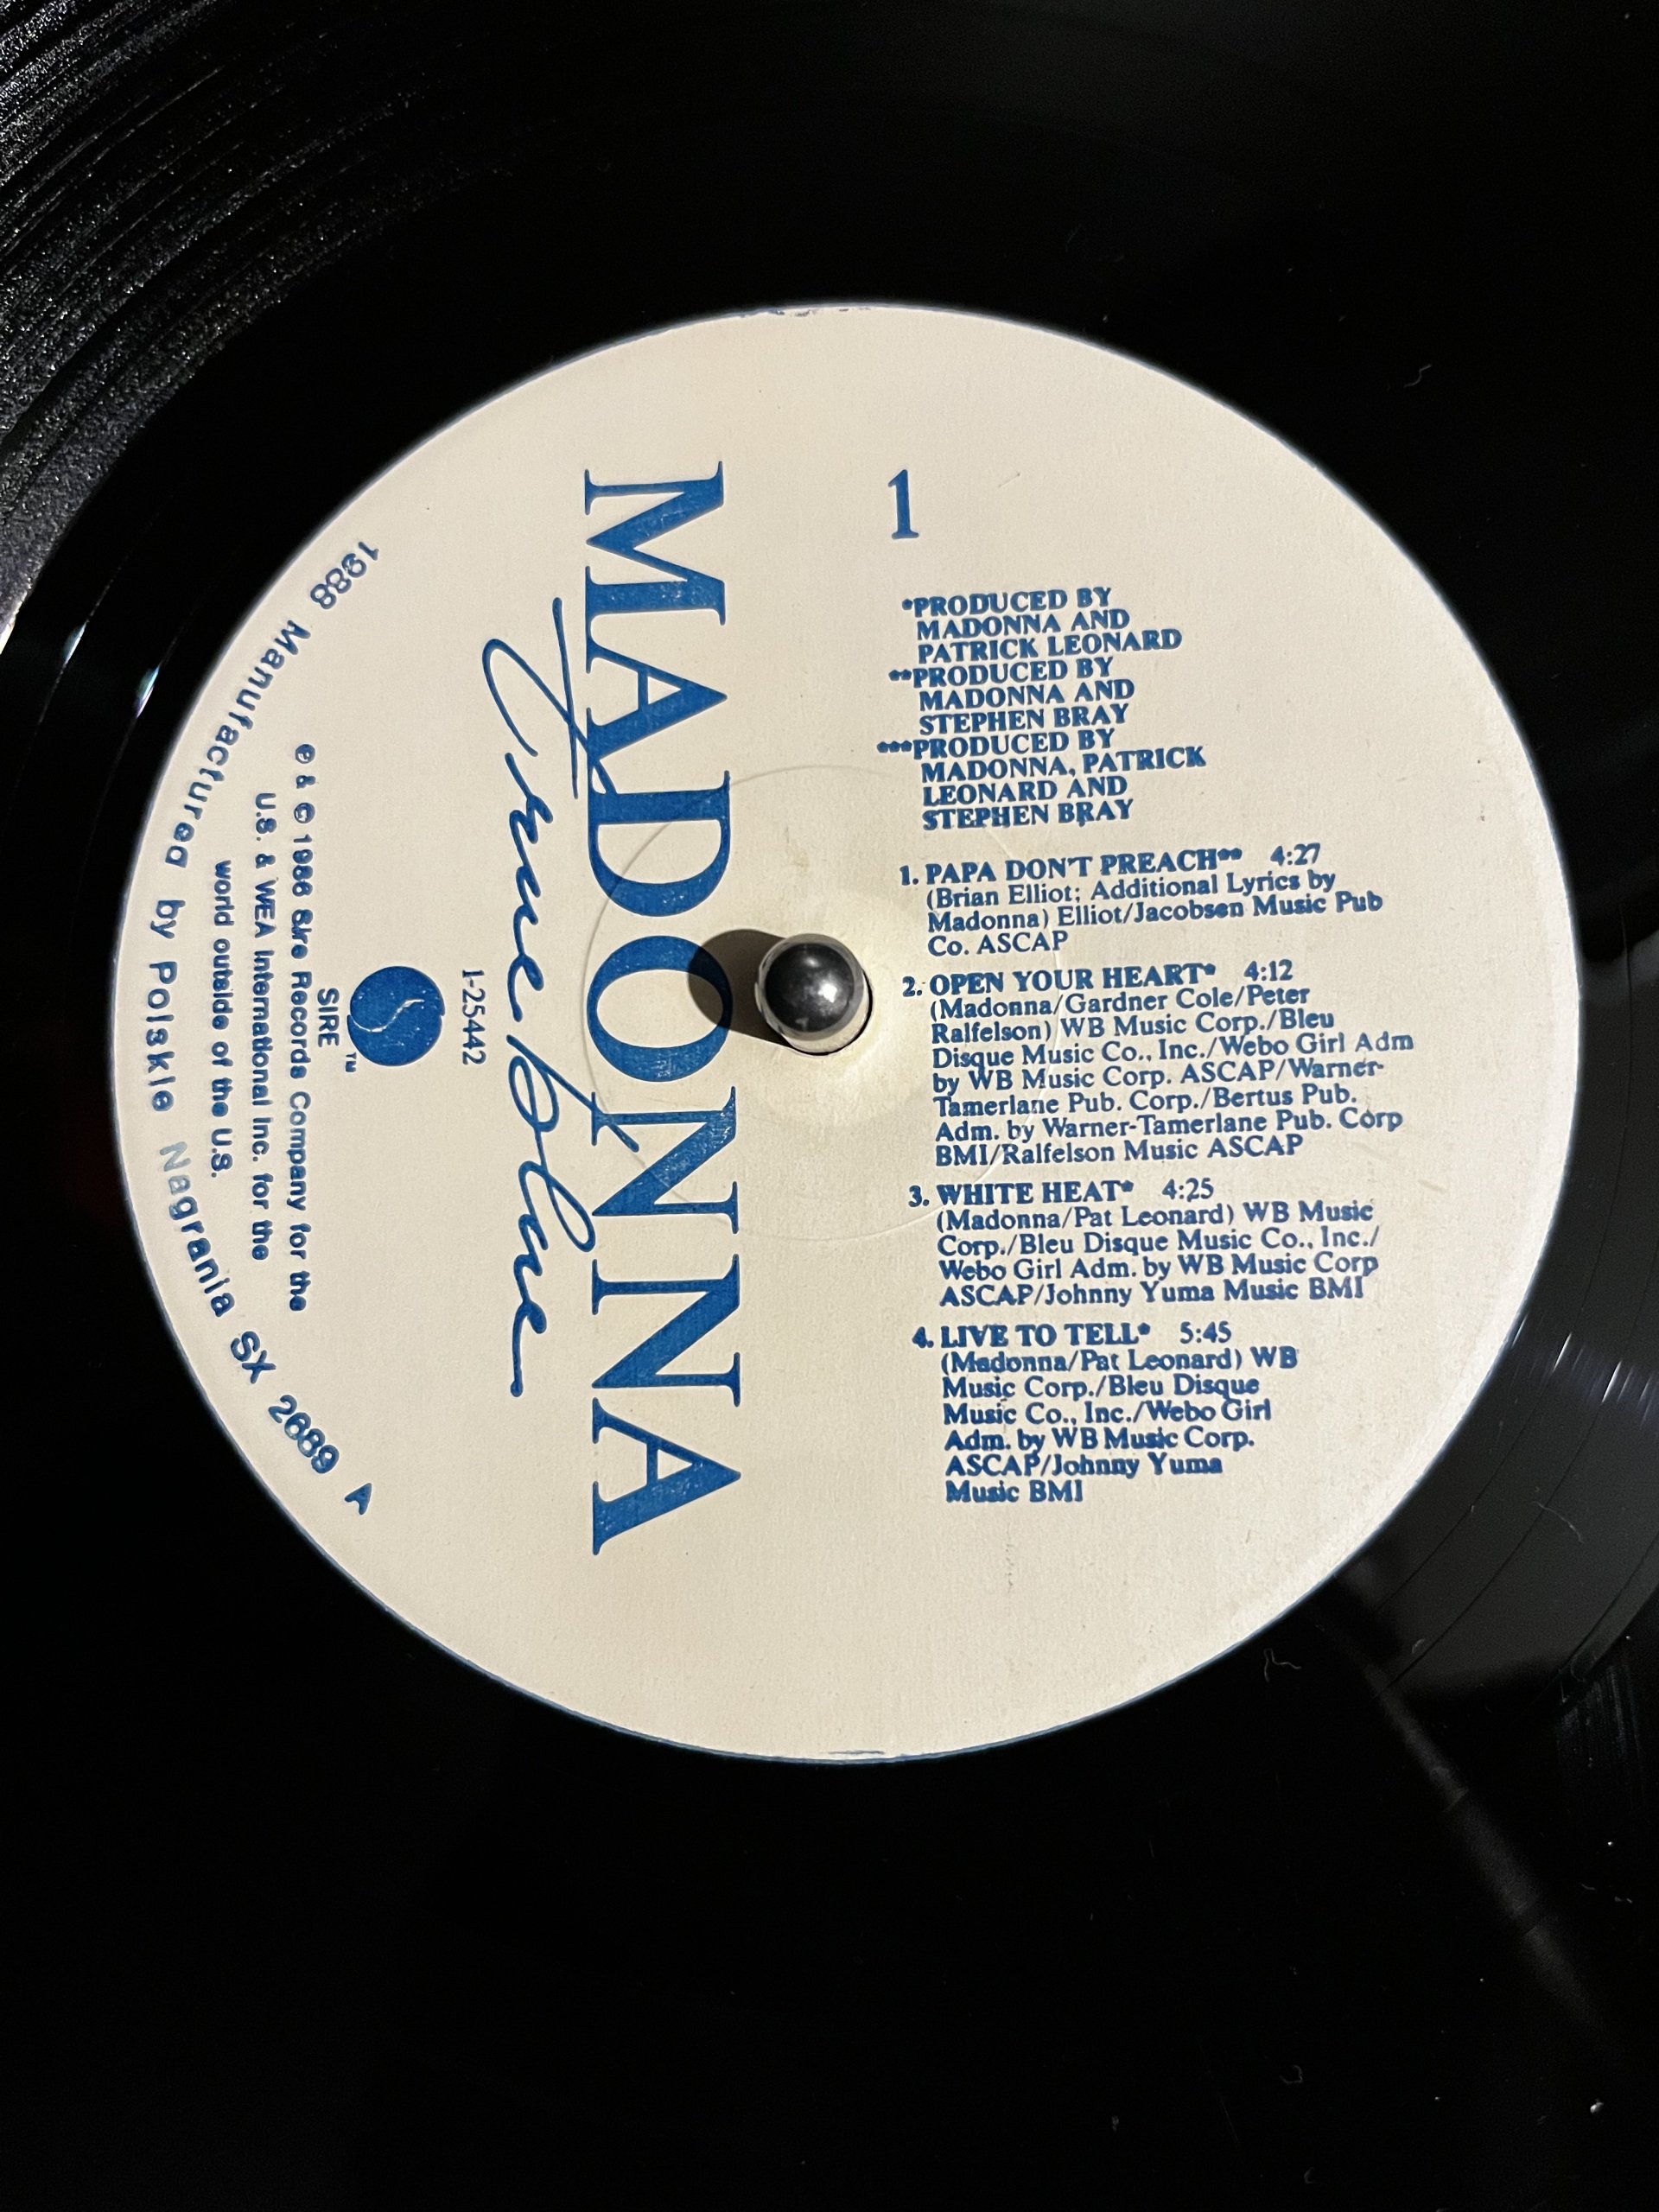 MADONNA
True Blue
1
*PRODUCED BY
MADONNA AND
PATRICK LEONARD
**PRODUCED BY
MADONNA AND
STEPHEN BRAY
***PRODUCED BY
MADONNA, PATRICK
LEONARD AND
STEPHEN BRAY
1. PAPA DON'T PREACH** 4:27
(Brian Elliot; Additional Lyrics by
Madonna) Elliot/Jacobsen Music Pub
Co. ASCAP
2. OPEN YOUR HEART* 4:12
(Madonna/Gardner Cole/Peter
Ralfelson) WB Music Corp./Bleu
Disque Music Co., Inc./Webo Girl Adm
by WB Music Corp. ASCAP/Warner-
Tamerlane Pub. Corp./Bertus Pub.
Adm. by Warner-Tamerlane Pub. Corp
BMI/Ralfelson Music ASCAP
3. WHITE HEAT* 4:25
(Madonna/Pat Leonard) WB Music
Corp./Bleu Disque Music Co., Inc./
Webo Girl Adm. by WB Music Corp
ASCAP/Johnny Yuma Music BMI
4. LIVE TO TELL* 5:45
(Madonna/Pat Leonard) WB
Music Corp./Bleu Disque
Music Co., Inc./Webo Girl
Adm. by WB Music Corp.
ASCAP/Johnny Yuma
Music BMI
1-25442
TM
SIRE
℗ & © 1986 Sire Records Company for the
U.S. & WEA International Inc. for the
world outside of the U.S.
1988 Manufactured by Polskie Nagrania SX 2689 A